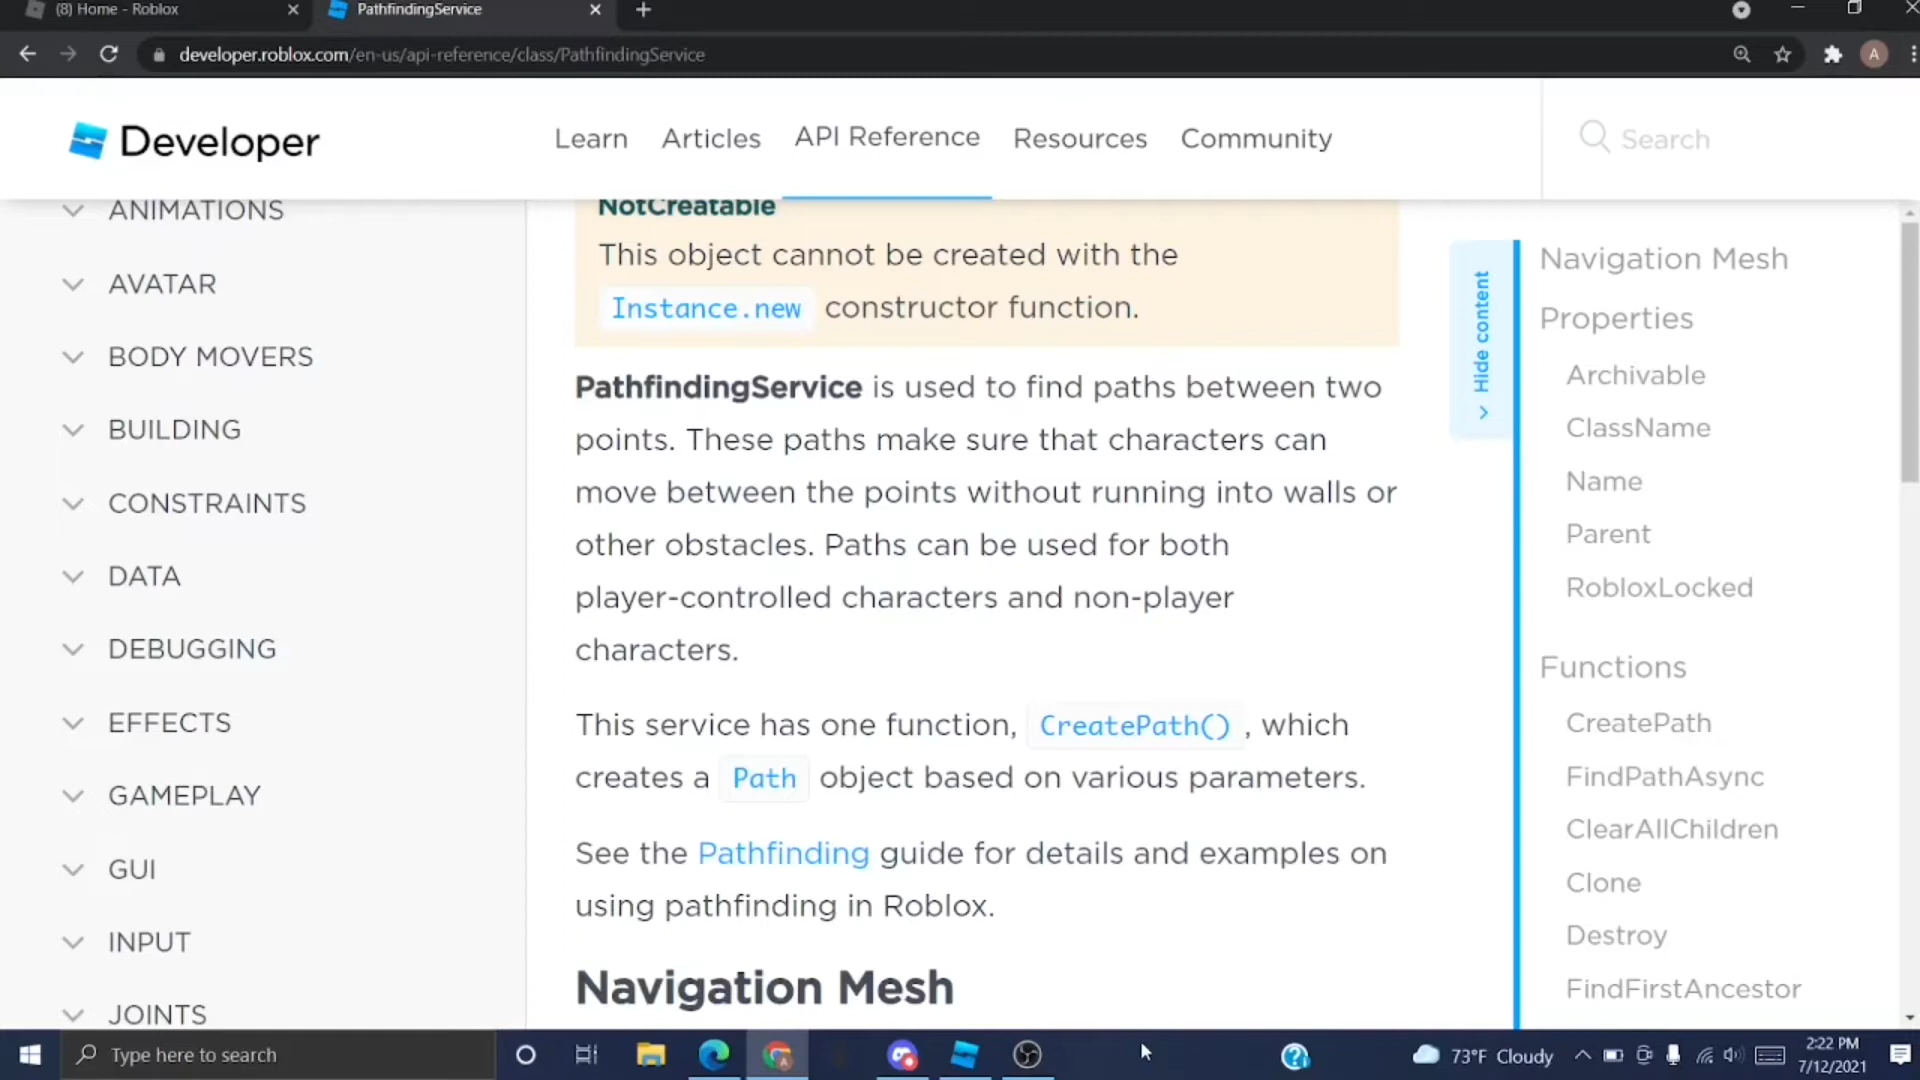 (8) Home - Roblox
PathfindingService
developer.roblox.com/en-us/api-reference/class/PathfindingService
A
Developer
Learn
Articles
API Reference
Resources
Community
Search
ANIMATIONS
AVATAR
BODY MOVERS
BUILDING
CONSTRAINTS
DATA
DEBUGGING
EFFECTS
GAMEPLAY
GUI
INPUT
JOINTS
NotCreatable
This object cannot be created with the
Instance.new constructor function.
PathfindingService is used to find paths between two
points. These paths make sure that characters can
move between the points without running into walls or
other obstacles. Paths can be used for both
player-controlled characters and non-player
characters.
This service has one function, CreatePath() , which
creates a Path object based on various parameters.
See the Pathfinding guide for details and examples on
using pathfinding in Roblox.
Navigation Mesh
Hide content
Navigation Mesh
Properties
Archivable
ClassName
Name
Parent
RobloxLocked
Functions
CreatePath
FindPathAsync
ClearAllChildren
Clone
Destroy
FindFirstAncestor
Type here to search
73°F Cloudy
2:22 PM
7/12/2021